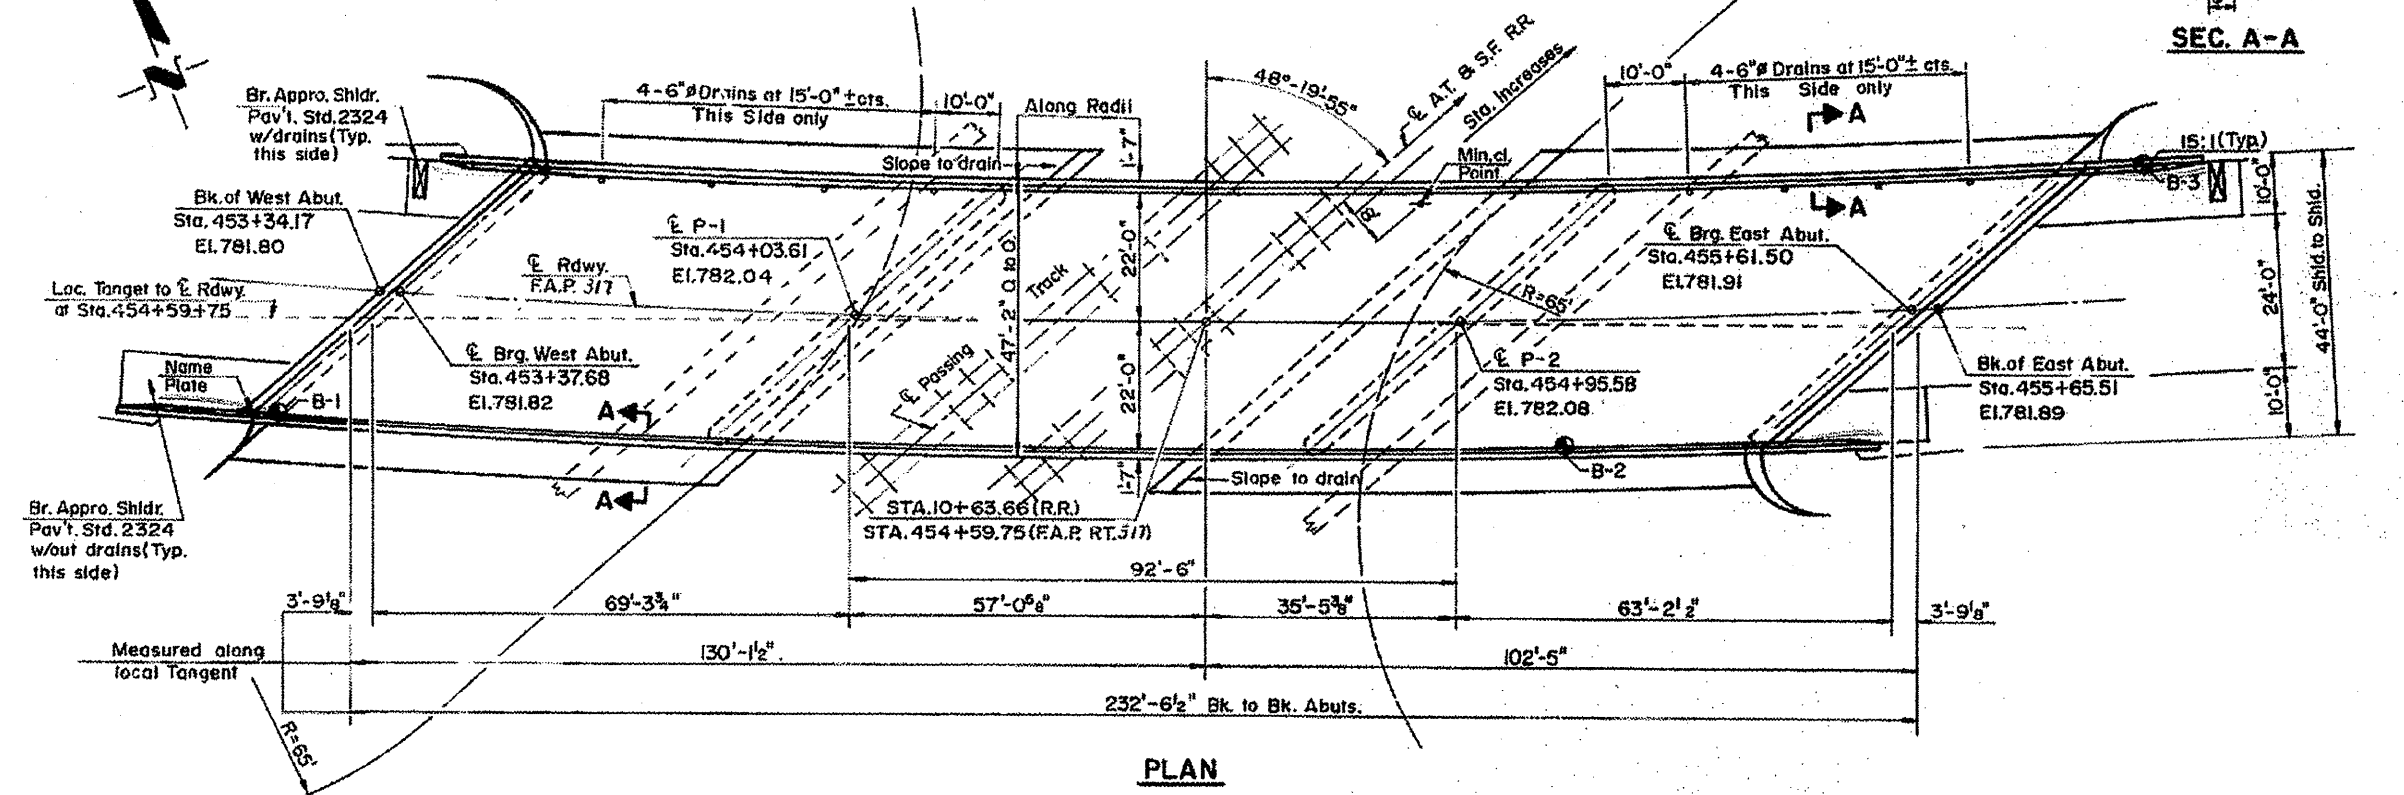 SEC. A-A
Br. Appro. Shldr.
Pav't. Std. 2324
w/drains (Typ.
this side)
4-6"ø Drains at 15'-0" ± cts.
This Side only
10'-0"
Along Radii
1'-7"
48°-19'-55"
℄ A.T. & S.F. R.R.
Sta. Increases
10'-0"
4-6"ø Drains at 15'-0"± cts.
This Side only
A
A
15:1 (Typ)
B-3
Slope to drain
Min. cl.
Point
Bk. of West Abut.
Sta. 453+34.17
El. 781.80
℄ P-1
Sta. 454+03.61
El. 782.04
℄ Rdwy.
F.A.P. 317
Loc. Tanget to ℄ Rdwy.
at Sta. 454+59+75
Track
℄ Passing
47'-2" O to O
22'-0"
22'-0"
1'-7"
R=65'
℄ Brg. East Abut.
Sta. 455+61.50
El. 781.91
10'-0"
24'-0"
10'-0"
44'-0" Shld. to Shld.
Name
Plate
B-1
℄ Brg. West Abut.
Sta. 453+37.68
El. 781.82
A
A
℄ P-2
Sta. 454+95.58
El. 782.08
Bk. of East Abut.
Sta. 455+65.51
El. 781.89
B-2
Slope to drain
STA. 10+63.66 (R.R.)
STA. 454+59.75 (F.A.P. RT. 317)
Br. Appro. Shldr.
Pav't. Std. 2324
w/out drains (Typ.
this side)
92'-6"
3'-9⅛"
69'-3¾"
57'-0⅝"
35'-5⅜"
63'-2½"
3'-9⅛"
Measured along
local Tangent
130'-1½"
102'-5"
232'-6½" Bk. to Bk. Abuts.
R=65'
PLAN